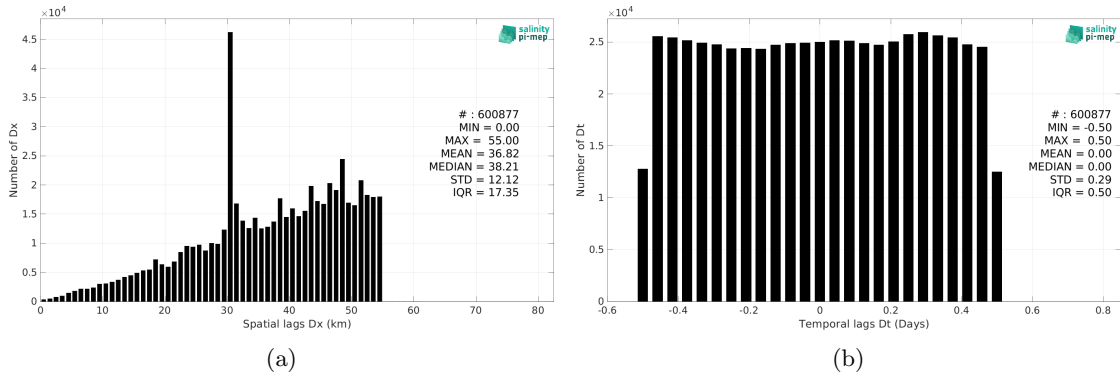 ×10⁴
5
4.5
4
3.5
3
2.5
2
1.5
1
0.5
0
0 10 20 30 40 50 60 70 80
Number of Dx
Spatial lags Dx (km)
salinity
pi-mep
# : 600877
MIN = 0.00
MAX = 55.00
MEAN = 36.82
MEDIAN = 38.21
STD = 12.12
IQR = 17.35
(a)
×10⁴
2.5
2
1.5
1
0.5
0
-0.6 -0.4 -0.2 0 0.2 0.4 0.6 0.8
Number of Dt
Temporal lags Dt (Days)
salinity
pi-mep
# : 600877
MIN = -0.50
MAX = 0.50
MEAN = 0.00
MEDIAN = 0.00
STD = 0.29
IQR = 0.50
(b)